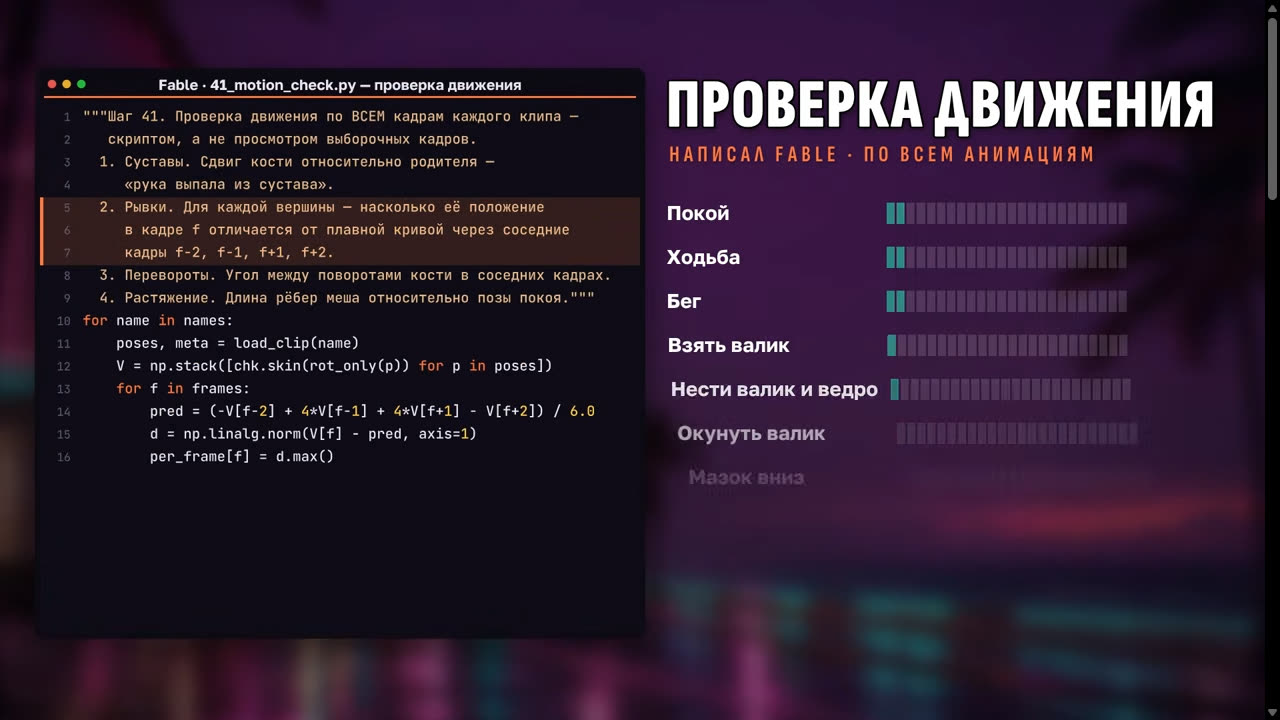 Fable · 41_motion_check.py — проверка движения
1 """Шаг 41. Проверка движения по ВСЕМ кадрам каждого клипа —
2 скриптом, а не просмотром выборочных кадров.
3 1. Суставы. Сдвиг кости относительно родителя —
4 «рука выпала из сустава».
5 2. Рывки. Для каждой вершины — насколько её положение
6 в кадре f отличается от плавной кривой через соседние
7 кадры f-2, f-1, f+1, f+2.
8 3. Перевороты. Угол между поворотами кости в соседних кадрах.
9 4. Растяжение. Длина рёбер меша относительно позы покоя."""
10 for name in names:
11 poses, meta = load_clip(name)
12 V = np.stack([chk.skin(rot_only(p)) for p in poses])
13 for f in frames:
14 pred = (-V[f-2] + 4*V[f-1] + 4*V[f+1] - V[f+2]) / 6.0
15 d = np.linalg.norm(V[f] - pred, axis=1)
16 per_frame[f] = d.max()
ПРОВЕРКА ДВИЖЕНИЯ
НАПИСАЛ FABLE · ПО ВСЕМ АНИМАЦИЯМ
Покой
Ходьба
Бег
Взять валик
Нести валик и ведро
Окунуть валик
Мазок вниз